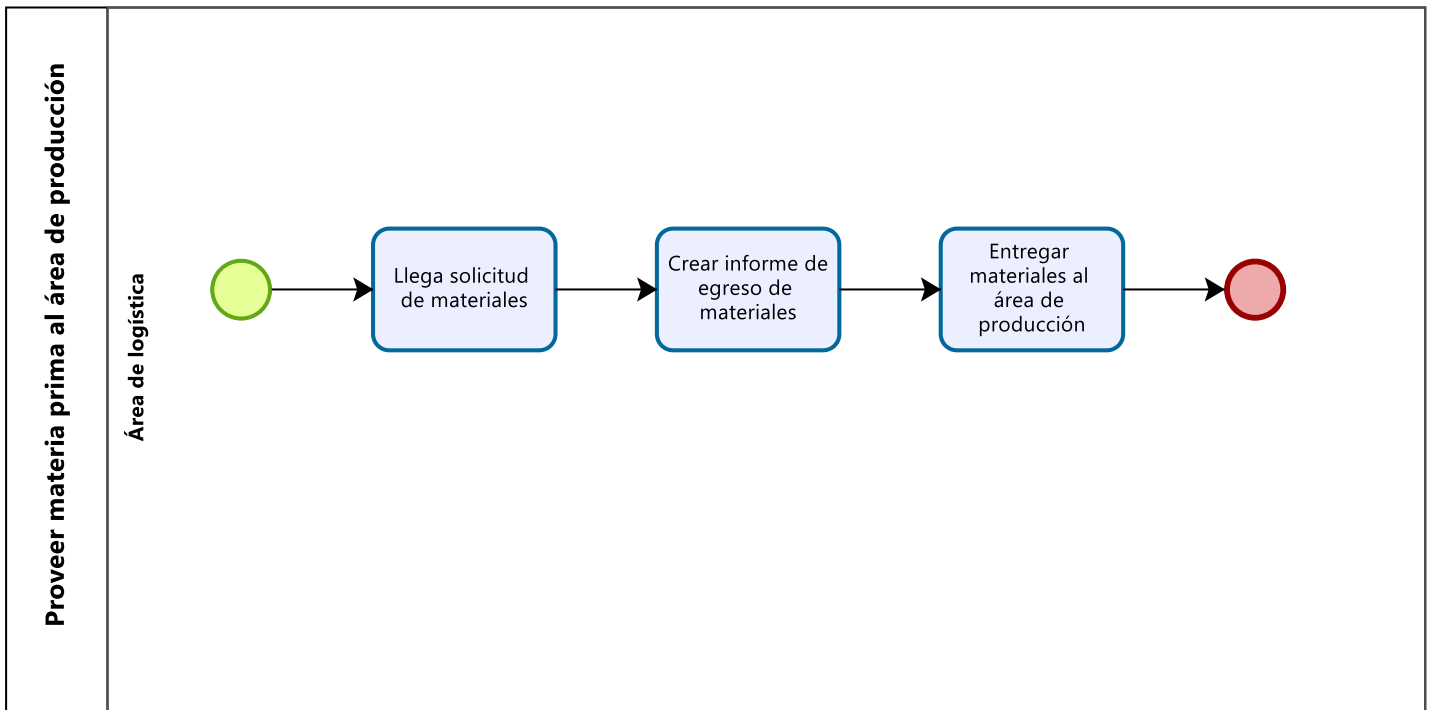 Proveer materia prima al área de producción
Área de logística
Llega solicitud
de materiales
Crear informe de
egreso de
materiales
Entregar
materiales al
área de
producción